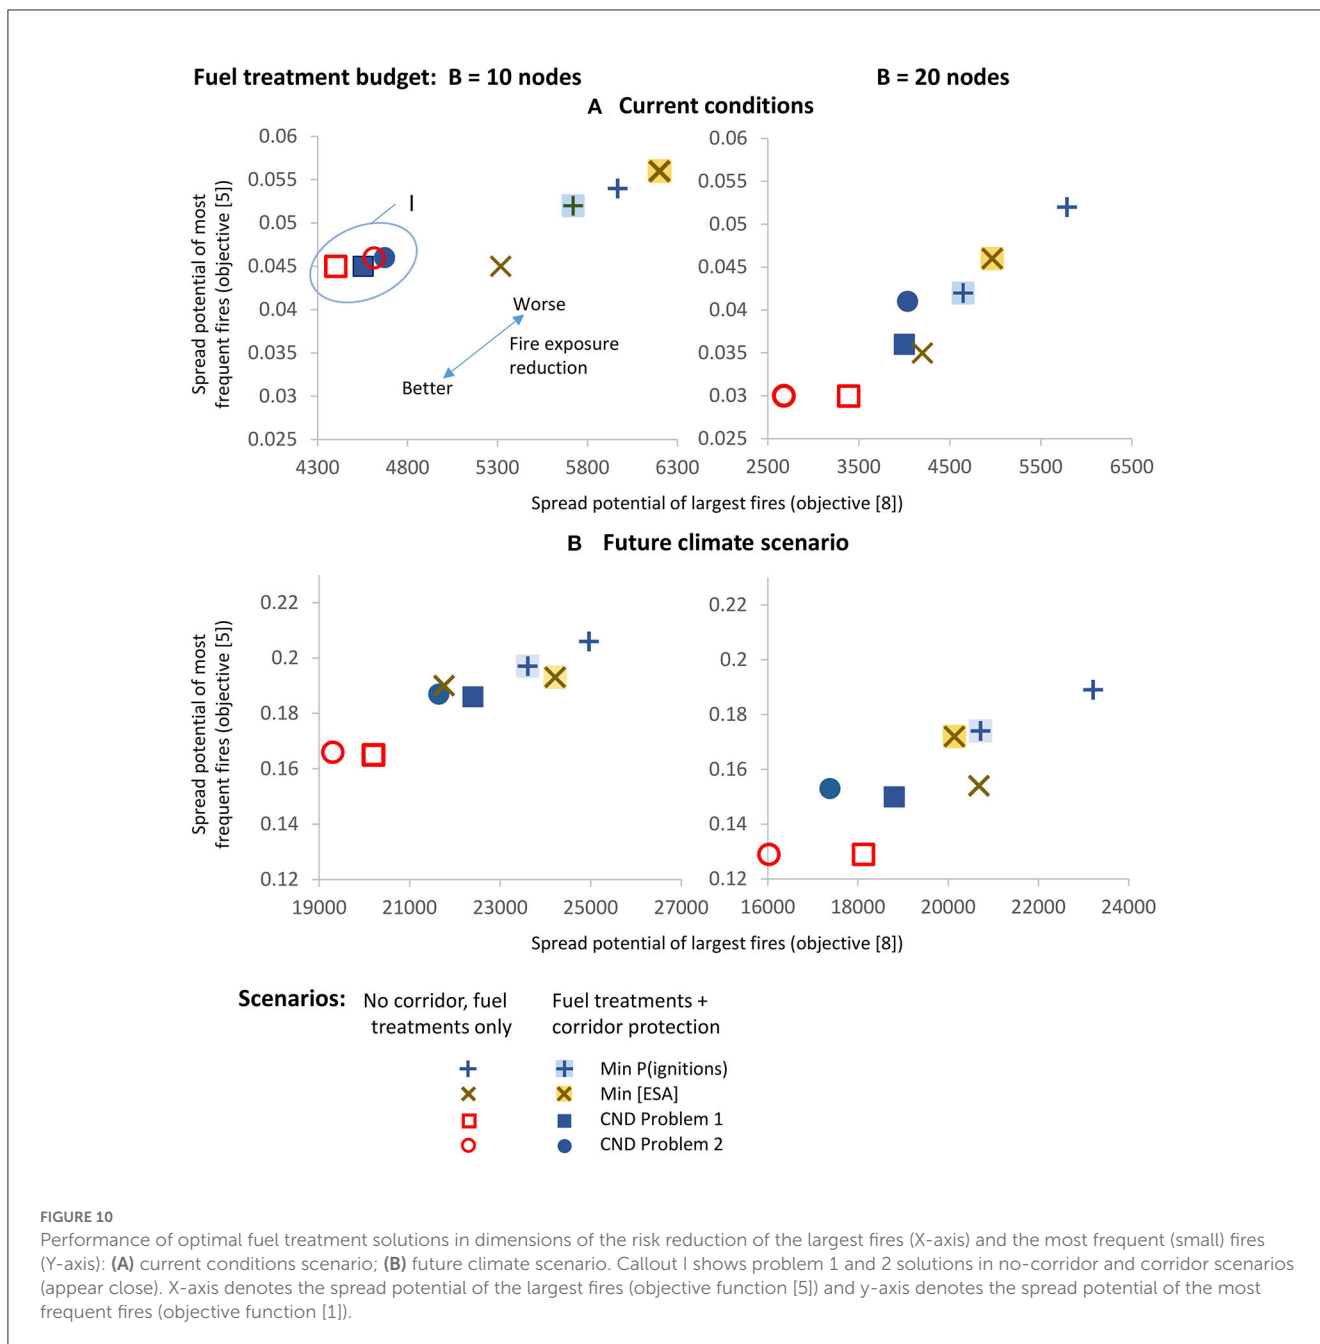 Fuel treatment budget: B = 10 nodes
B = 20 nodes
A Current conditions
Spread potential of most
frequent fires (objective [5])
0.06
0.055
0.05
0.045
0.04
0.035
0.03
0.025
I
Worse
Fire exposure
reduction
Better
4300 4800 5300 5800 6300
0.06
0.055
0.05
0.045
0.04
0.035
0.03
0.025
2500 3500 4500 5500 6500
Spread potential of largest fires (objective [8])
B Future climate scenario
Spread potential of most
frequent fires (objective [5])
0.22
0.2
0.18
0.16
0.14
0.12
19000 21000 23000 25000 27000
0.22
0.2
0.18
0.16
0.14
0.12
16000 18000 20000 22000 24000
Spread potential of largest fires (objective [8])
Scenarios: No corridor, fuel
treatments only
Fuel treatments +
corridor protection
Min P(ignitions)
Min [ESA]
CND Problem 1
CND Problem 2
FIGURE 10
Performance of optimal fuel treatment solutions in dimensions of the risk reduction of the largest fires (X-axis) and the most frequent (small) fires
(Y-axis): (A) current conditions scenario; (B) future climate scenario. Callout I shows problem 1 and 2 solutions in no-corridor and corridor scenarios
(appear close). X-axis denotes the spread potential of the largest fires (objective function [5]) and y-axis denotes the spread potential of the most
frequent fires (objective function [1]).